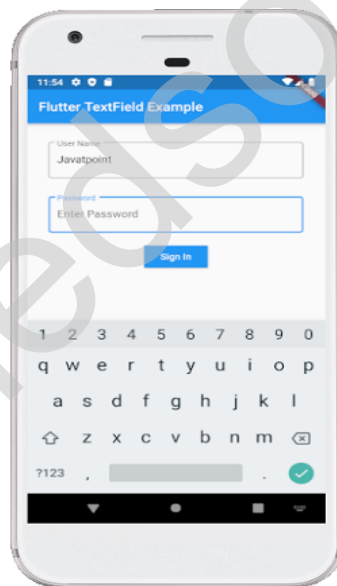 11:54
Flutter TextField Example
User Name
Javatpoint
Password
Enter Password
Sign In
1 2 3 4 5 6 7 8 9 0
q w e r t y u i o p
a s d f g h j k l
z x c v b n m
?123 , .